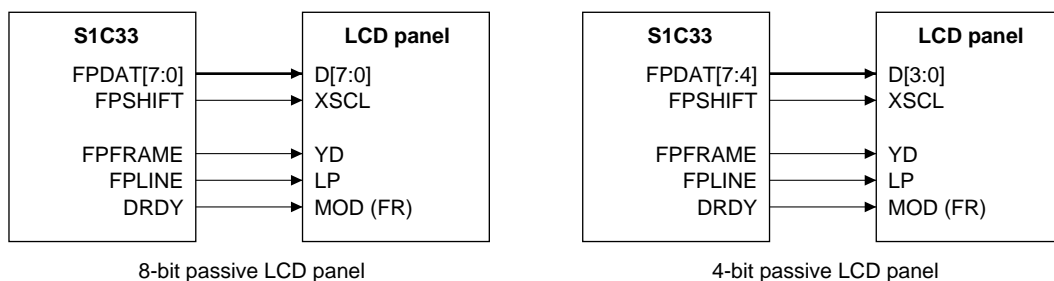 S1C33 LCD panel
FPDAT[7:0] D[7:0]
FPSHIFT XSCL
FPFRAME YD
FPLINE LP
DRDY MOD (FR)
8-bit passive LCD panel
S1C33 LCD panel
FPDAT[7:4] D[3:0]
FPSHIFT XSCL
FPFRAME YD
FPLINE LP
DRDY MOD (FR)
4-bit passive LCD panel